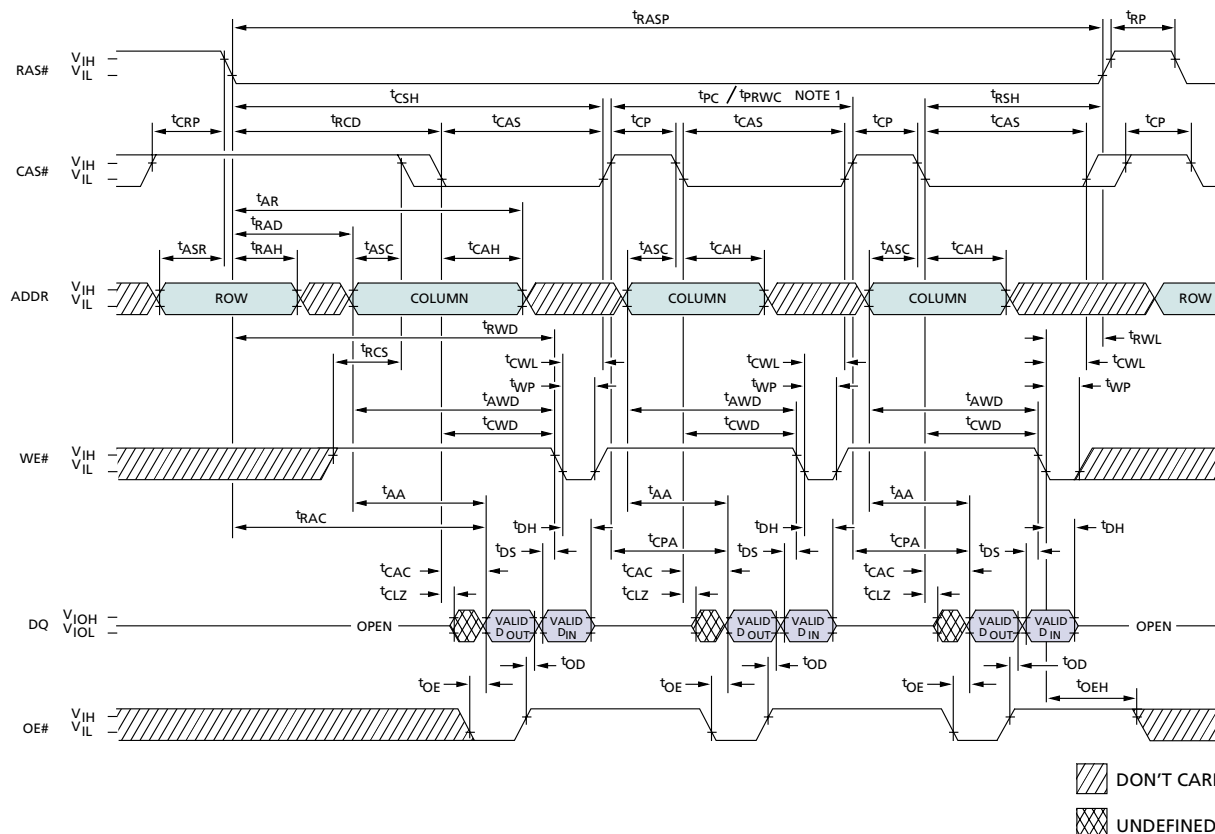 tRASP
tRP
RAS# VIH
VIL
tCSH
tPC / tPRWC NOTE 1
tRSH
tCRP
tRCD
tCAS
tCP
tCAS
tCP
tCAS
tCP
CAS# VIH
VIL
tAR
tRAD
tASR
tRAH
tASC
tCAH
tASC
tCAH
tASC
tCAH
ADDR VIH
VIL
ROW
COLUMN
COLUMN
COLUMN
ROW
tRWD
tRWL
tRCS
tCWL
tCWL
tCWL
tWP
tWP
tWP
tAWD
tAWD
tAWD
tCWD
tCWD
tCWD
WE# VIH
VIL
tAA
tAA
tAA
tRAC
tDH
tDH
tDH
tCPA
tCPA
tDS
tDS
tDS
tCAC
tCAC
tCAC
tCLZ
tCLZ
tCLZ
DQ VIOH
VIOL
OPEN
VALID DOUT
VALID DIN
VALID DOUT
VALID DIN
VALID DOUT
VALID DIN
OPEN
tOD
tOD
tOD
tOE
tOE
tOE
tOEH
OE# VIH
VIL
DON'T CAR
UNDEFINED